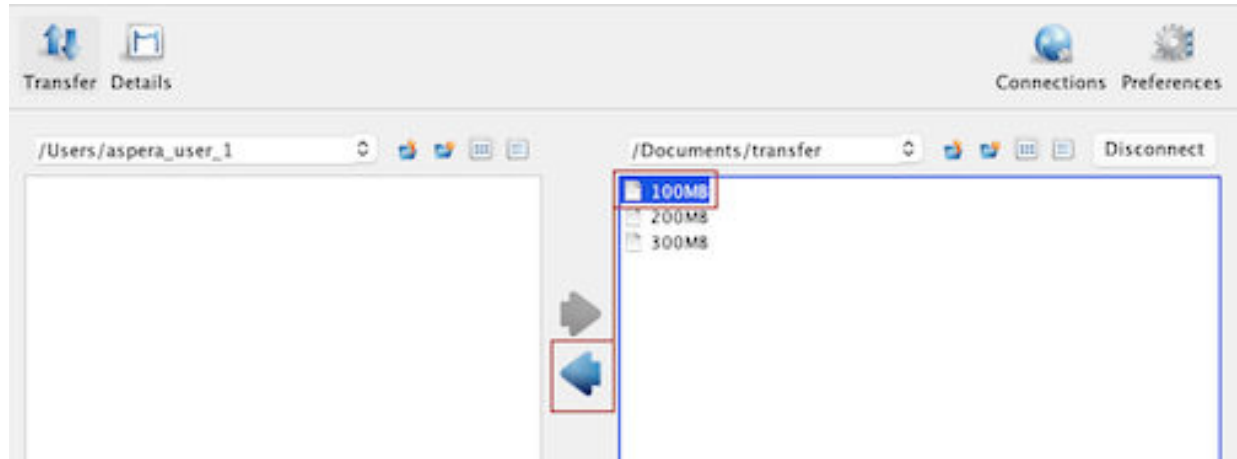 Transfer Details Connections Preferences
/Users/aspera_user_1 /Documents/transfer Disconnect
100MB
200MB
300MB